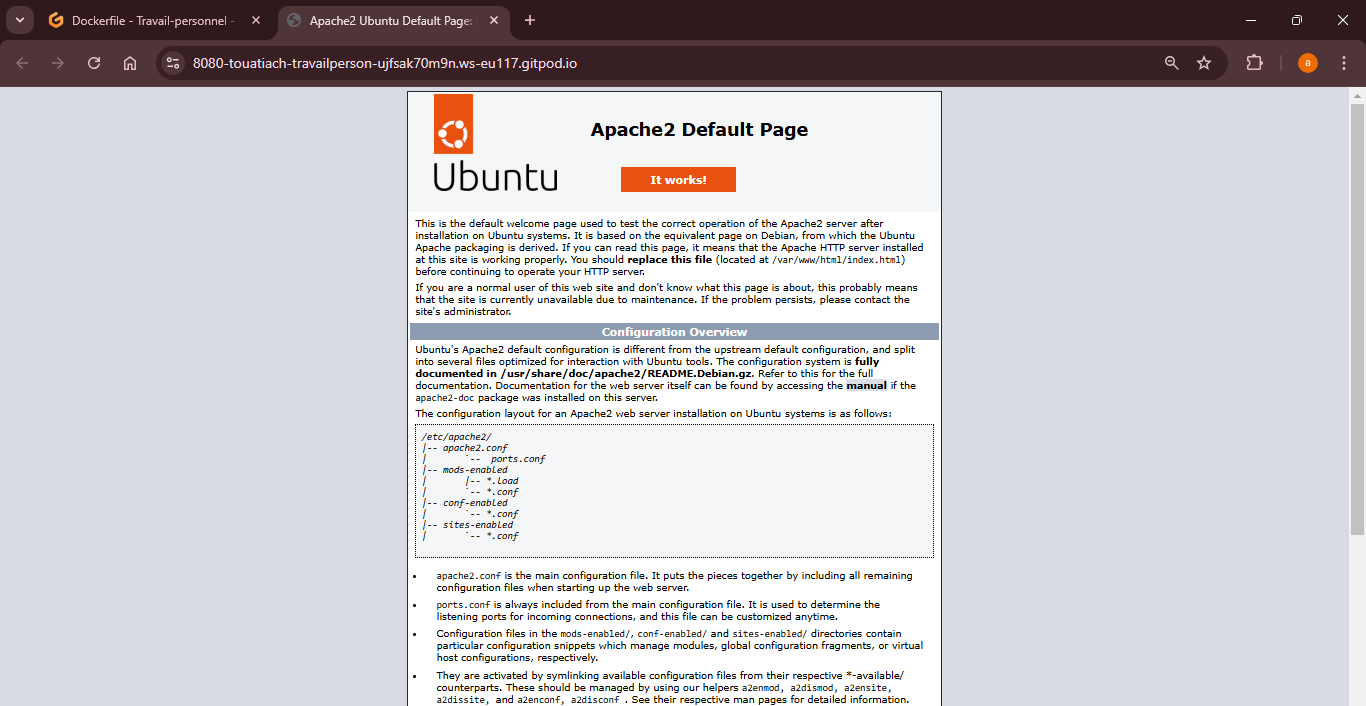 Dockerfile - Travail-personnel -
Apache2 Ubuntu Default Page:
8080-touatiach-travailperson-ujfsak70m9n.ws-eu117.gitpod.io
a
Apache2 Default Page
Ubuntu
It works!
This is the default welcome page used to test the correct operation of the Apache2 server after
installation on Ubuntu systems. It is based on the equivalent page on Debian, from which the Ubuntu
Apache packaging is derived. If you can read this page, it means that the Apache HTTP server installed
at this site is working properly. You should replace this file (located at /var/www/html/index.html)
before continuing to operate your HTTP server.
If you are a normal user of this web site and don't know what this page is about, this probably means
that the site is currently unavailable due to maintenance. If the problem persists, please contact the
site's administrator.
Configuration Overview
Ubuntu's Apache2 default configuration is different from the upstream default configuration, and split
into several files optimized for interaction with Ubuntu tools. The configuration system is fully
documented in /usr/share/doc/apache2/README.Debian.gz. Refer to this for the full
documentation. Documentation for the web server itself can be found by accessing the manual if the
apache2-doc package was installed on this server.
The configuration layout for an Apache2 web server installation on Ubuntu systems is as follows:
/etc/apache2/
|-- apache2.conf
|       `--  ports.conf
|-- mods-enabled
|       |-- *.load
|       `-- *.conf
|-- conf-enabled
|       `-- *.conf
|-- sites-enabled
|       `-- *.conf
• apache2.conf is the main configuration file. It puts the pieces together by including all remaining
configuration files when starting up the web server.
• ports.conf is always included from the main configuration file. It is used to determine the
listening ports for incoming connections, and this file can be customized anytime.
• Configuration files in the mods-enabled/, conf-enabled/ and sites-enabled/ directories contain
particular configuration snippets which manage modules, global configuration fragments, or virtual
host configurations, respectively.
• They are activated by symlinking available configuration files from their respective *-available/
counterparts. These should be managed by using our helpers a2enmod, a2dismod, a2ensite,
a2dissite, and a2enconf, a2disconf . See their respective man pages for detailed information.